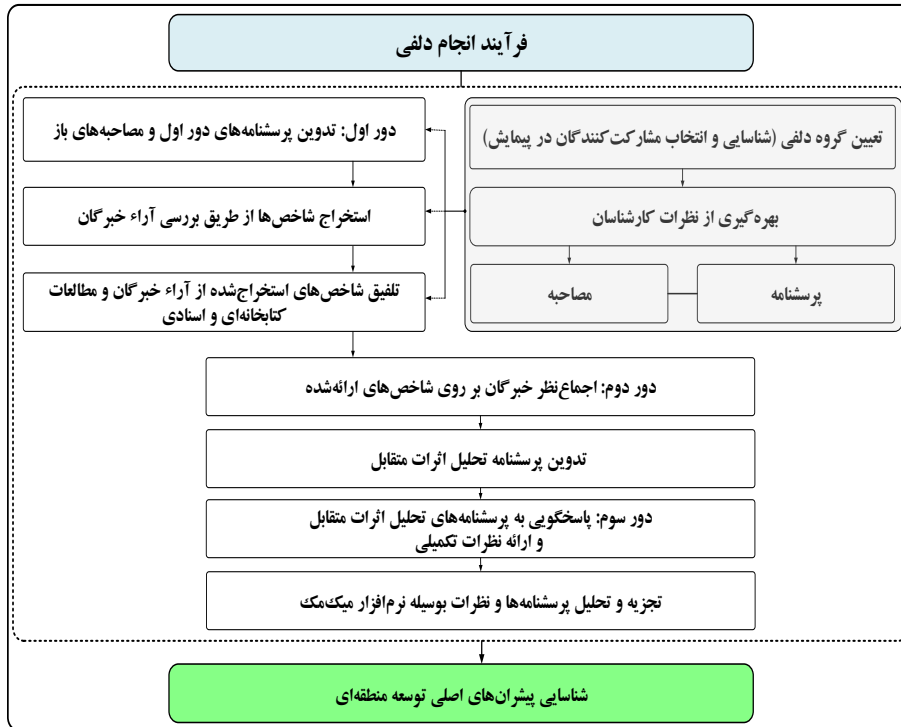 فرآیند انجام دلفی
تعیین گروه دلفی (شناسایی و انتخاب مشارکت‌کنندگان در پیمایش)
بهره‌گیری از نظرات کارشناسان
پرسشنامه
مصاحبه
دور اول: تدوین پرسشنامه‌های دور اول و مصاحبه‌های باز
استخراج شاخص‌ها از طریق بررسی آراء خبرگان
تلفیق شاخص‌های استخراج‌شده از آراء خبرگان و مطالعات
کتابخانه‌ای و اسنادی
دور دوم: اجماع‌نظر خبرگان بر روی شاخص‌های ارائه‌شده
تدوین پرسشنامه تحلیل اثرات متقابل
دور سوم: پاسخگویی به پرسشنامه‌های تحلیل اثرات متقابل
و ارائه نظرات تکمیلی
تجزیه و تحلیل پرسشنامه‌ها و نظرات بوسیله نرم‌افزار میک‌مک
شناسایی پیشران‌های اصلی توسعه منطقه‌ای